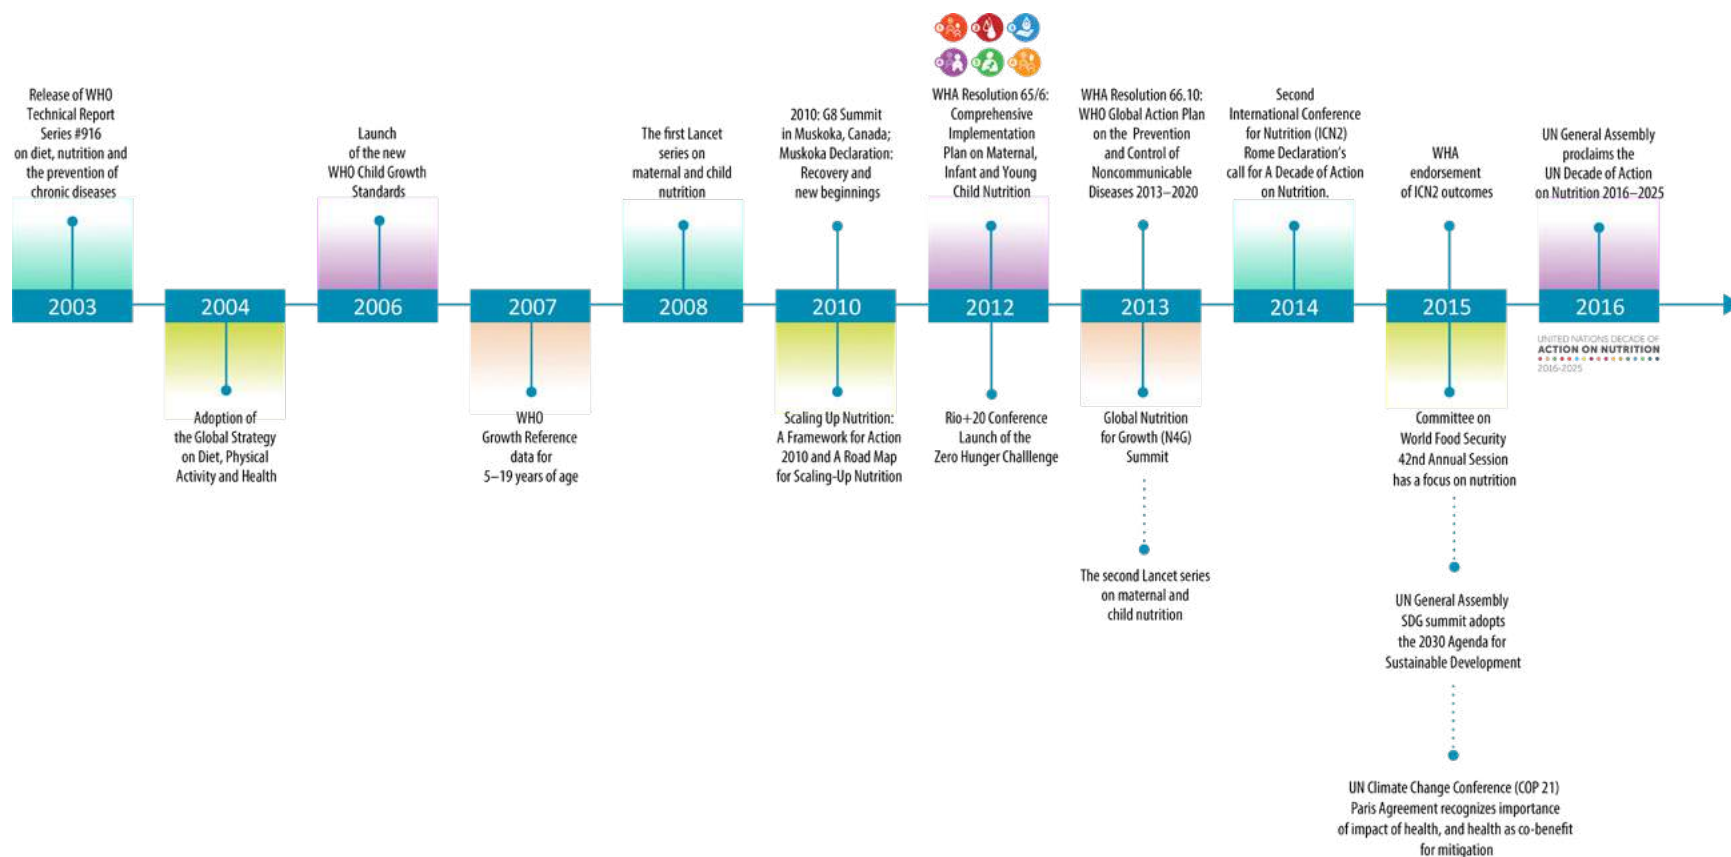 Release of WHO
Technical Report
Series #916
on diet, nutrition and
the prevention of
chronic diseases
2003
2004
Adoption of
the Global Strategy
on Diet, Physical
Activity and Health
Launch
of the new
WHO Child Growth
Standards
2006
2007
WHO
Growth Reference
data for
5–19 years of age
The first Lancet
series on
maternal and child
nutrition
2008
2010: G8 Summit
in Muskoka, Canada;
Muskoka Declaration:
Recovery and
new beginnings
2010
Scaling Up Nutrition:
A Framework for Action
2010 and A Road Map
for Scaling-Up Nutrition
WHA Resolution 65/6:
Comprehensive
Implementation
Plan on Maternal,
Infant and Young
Child Nutrition
2012
Rio+20 Conference
Launch of the
Zero Hunger Challlenge
WHA Resolution 66.10:
WHO Global Action Plan
on the Prevention
and Control of
Noncommunicable
Diseases 2013–2020
2013
Global Nutrition
for Growth (N4G)
Summit
The second Lancet series
on maternal and
child nutrition
Second
International Conference
for Nutrition (ICN2)
Rome Declaration's
call for A Decade of Action
on Nutrition.
2014
WHA
endorsement
of ICN2 outcomes
2015
Committee on
World Food Security
42nd Annual Session
has a focus on nutrition
UN General Assembly
SDG summit adopts
the 2030 Agenda for
Sustainable Development
UN Climate Change Conference (COP 21)
Paris Agreement recognizes importance
of impact of health, and health as co-benefit
for mitigation
UN General Assembly
proclaims the
UN Decade of Action
on Nutrition 2016–2025
2016
UNITED NATIONS DECADE OF
ACTION ON NUTRITION
2016-2025